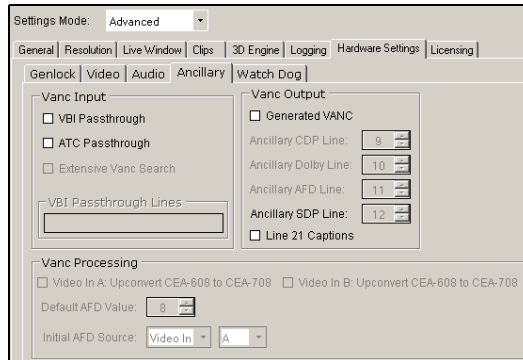 Settings Mode: Advanced
General Resolution Live Window Clips 3D Engine Logging Hardware Settings Licensing
Genlock Video Audio Ancillary Watch Dog
Vanc Input
VBI Passthrough
ATC Passthrough
Extensive Vanc Search
VBI Passthrough Lines
Vanc Output
Generated VANC
Ancillary CDP Line: 9
Ancillary Dolby Line: 10
Ancillary AFD Line: 11
Ancillary SDP Line: 12
Line 21 Captions
Vanc Processing
Video In A: Upconvert CEA-608 to CEA-708 Video In B: Upconvert CEA-608 to CEA-708
Default AFD Value: 8
Initial AFD Source: Video In A